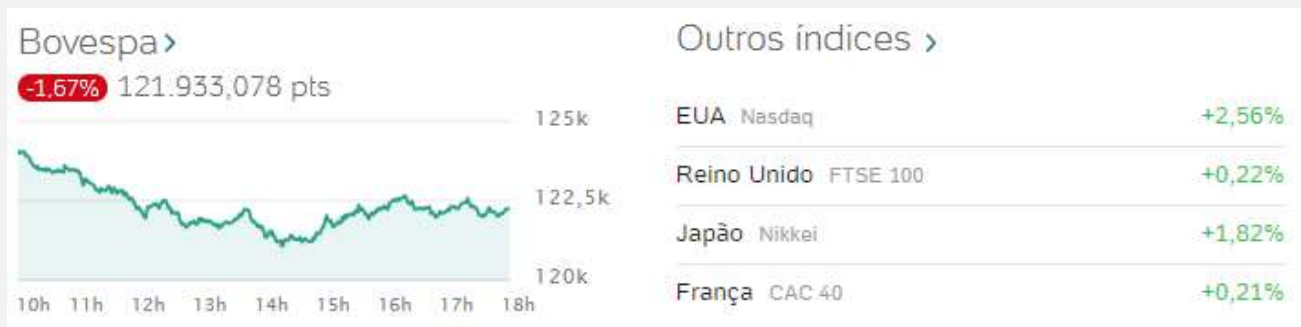 Bovespa >
-1,67% 121.933,078 pts
125k
122,5k
120k
10h 11h 12h 13h 14h 15h 16h 17h 18h
Outros índices >
EUA Nasdaq +2,56%
Reino Unido FTSE 100 +0,22%
Japão Nikkei +1,82%
França CAC 40 +0,21%